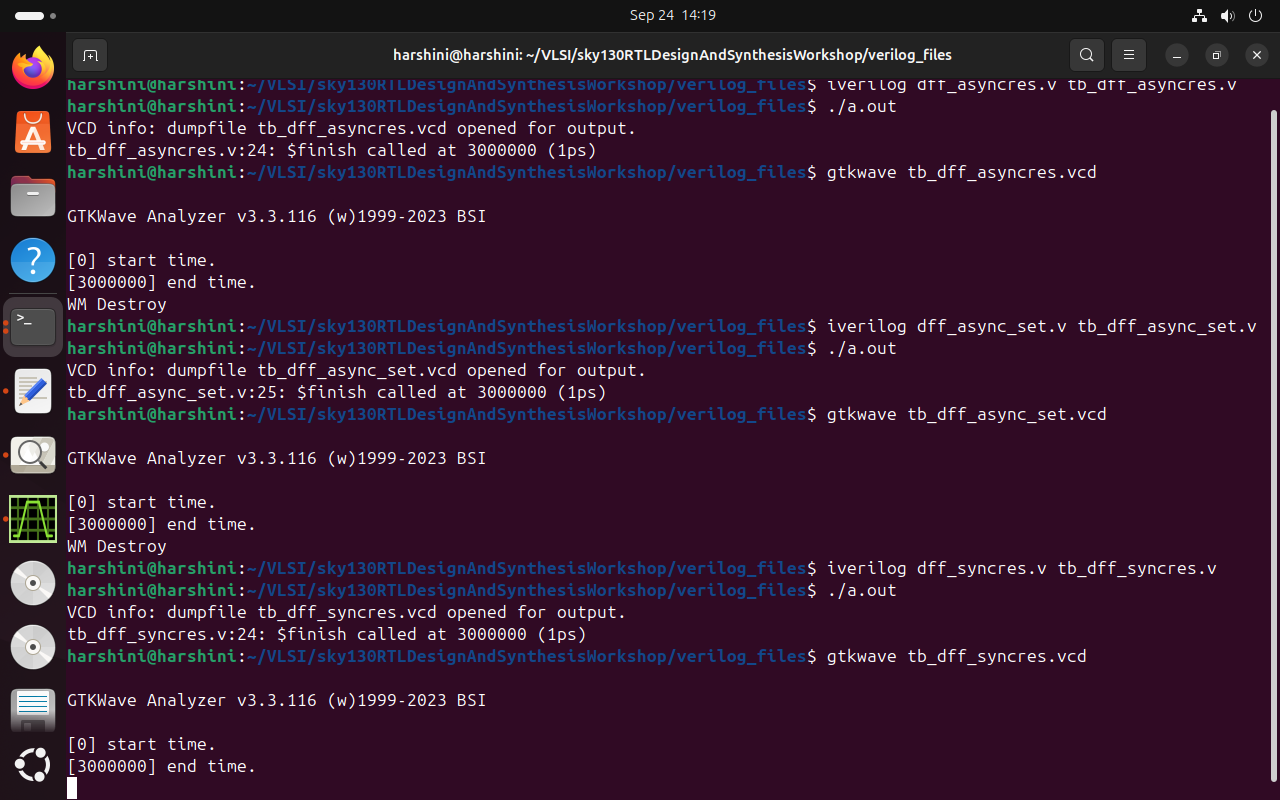 Sep 24 14:19
harshini@harshini: ~/VLSI/sky130RTLDesignAndSynthesisWorkshop/verilog_files
harshini@harshini:~/VLSI/sky130RTLDesignAndSynthesisWorkshop/verilog_files$ iverilog dff_asyncres.v tb_dff_asyncres.v
harshini@harshini:~/VLSI/sky130RTLDesignAndSynthesisWorkshop/verilog_files$ ./a.out
VCD info: dumpfile tb_dff_asyncres.vcd opened for output.
tb_dff_asyncres.v:24: $finish called at 3000000 (1ps)
harshini@harshini:~/VLSI/sky130RTLDesignAndSynthesisWorkshop/verilog_files$ gtkwave tb_dff_asyncres.vcd
GTKWave Analyzer v3.3.116 (w)1999-2023 BSI
[0] start time.
[3000000] end time.
WM Destroy
harshini@harshini:~/VLSI/sky130RTLDesignAndSynthesisWorkshop/verilog_files$ iverilog dff_async_set.v tb_dff_async_set.v
harshini@harshini:~/VLSI/sky130RTLDesignAndSynthesisWorkshop/verilog_files$ ./a.out
VCD info: dumpfile tb_dff_async_set.vcd opened for output.
tb_dff_async_set.v:25: $finish called at 3000000 (1ps)
harshini@harshini:~/VLSI/sky130RTLDesignAndSynthesisWorkshop/verilog_files$ gtkwave tb_dff_async_set.vcd
GTKWave Analyzer v3.3.116 (w)1999-2023 BSI
[0] start time.
[3000000] end time.
WM Destroy
harshini@harshini:~/VLSI/sky130RTLDesignAndSynthesisWorkshop/verilog_files$ iverilog dff_syncres.v tb_dff_syncres.v
harshini@harshini:~/VLSI/sky130RTLDesignAndSynthesisWorkshop/verilog_files$ ./a.out
VCD info: dumpfile tb_dff_syncres.vcd opened for output.
tb_dff_syncres.v:24: $finish called at 3000000 (1ps)
harshini@harshini:~/VLSI/sky130RTLDesignAndSynthesisWorkshop/verilog_files$ gtkwave tb_dff_syncres.vcd
GTKWave Analyzer v3.3.116 (w)1999-2023 BSI
[0] start time.
[3000000] end time.